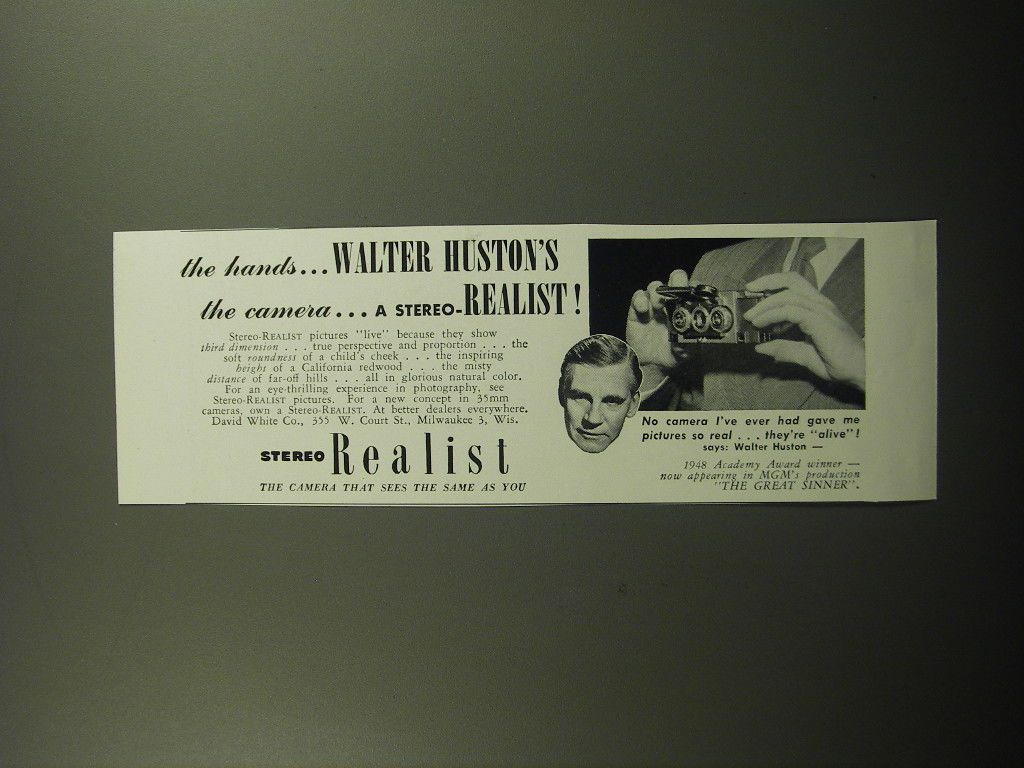 the hands... WALTER HUSTON'S
the camera... A STEREO-REALIST!
Stereo-REALIST pictures "live" because they show
third dimension . . . true perspective and proportion . . . the
soft roundness of a child's cheek . . . the inspiring
height of a California redwood . . . the misty
distance of far-off hills . . . all in glorious natural color.
For an eye-thrilling experience in photography, see
Stereo-REALIST pictures. For a new concept in 35mm
cameras, own a Stereo-REALIST. At better dealers everywhere.
David White Co., 355 W. Court St., Milwaukee 3, Wis.
STEREO Realist
THE CAMERA THAT SEES THE SAME AS YOU
No camera I've ever had gave me
pictures so real . . . they're "alive"!
says: Walter Huston —
1948 Academy Award winner —
now appearing in MGM's production
"THE GREAT SINNER".